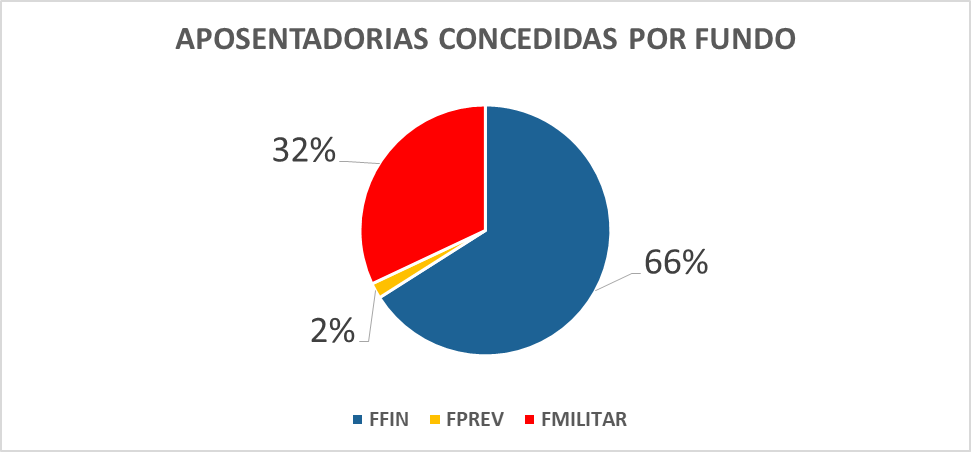 APOSENTADORIAS CONCEDIDAS POR FUNDO
32%
66%
2%
FFIN FPREV FMILITAR